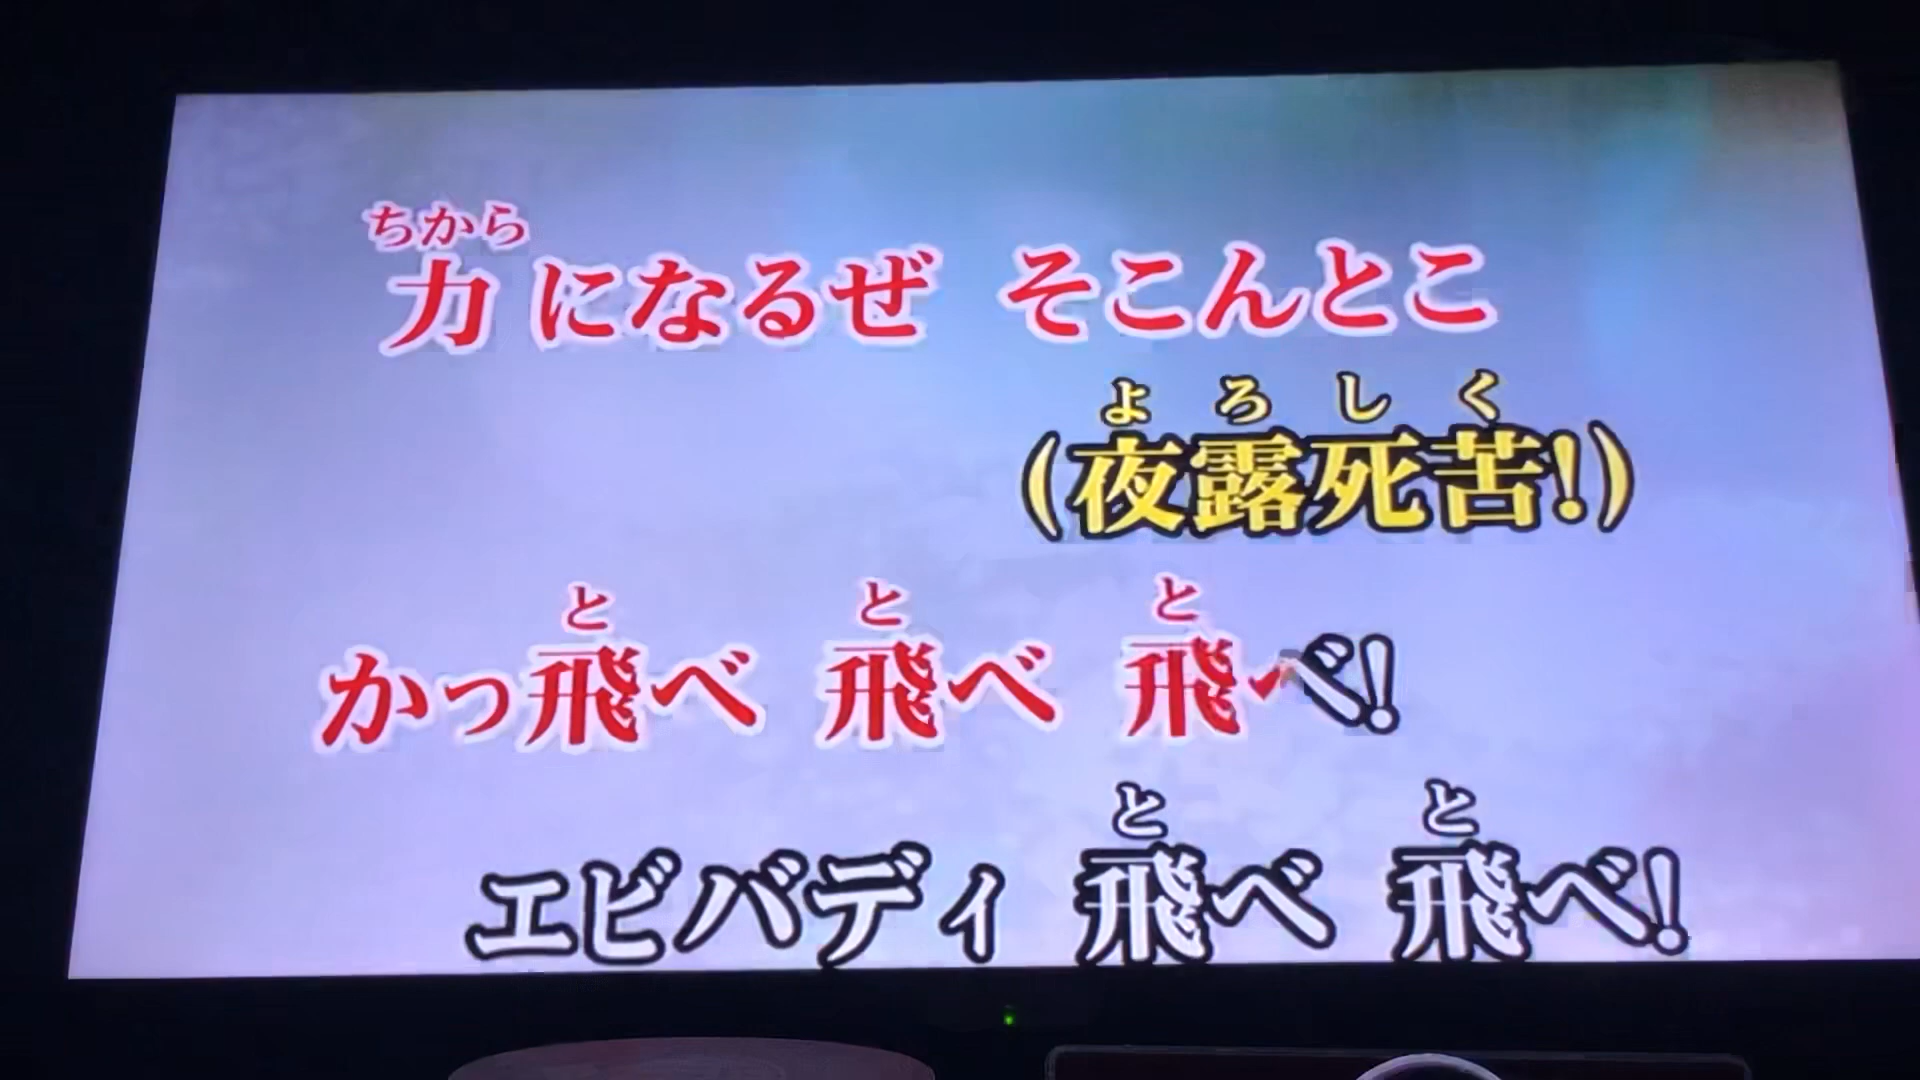 ちから
力になるぜ そこんとこ
よろしく
(夜露死苦!)
と と と
かっ飛べ 飛べ 飛べ!
と と
エビバディ 飛べ 飛べ!